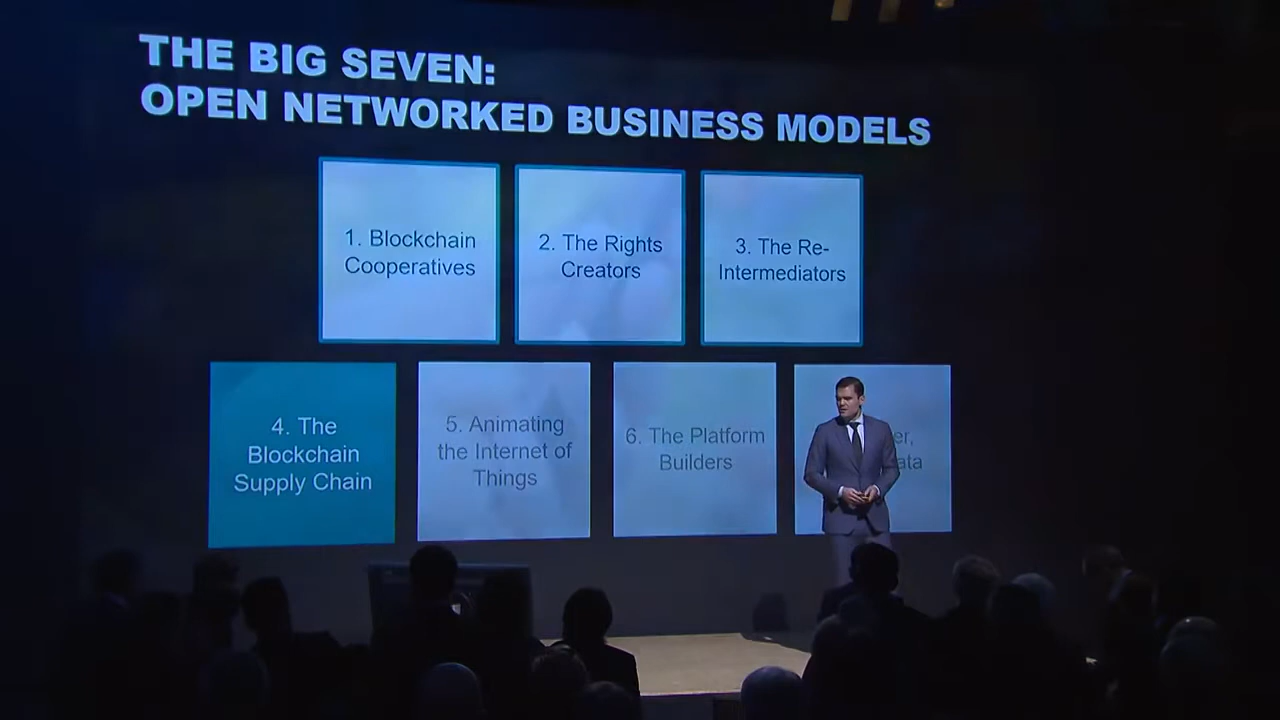 THE BIG SEVEN:
OPEN NETWORKED BUSINESS MODELS
1. Blockchain
Cooperatives
2. The Rights
Creators
3. The Re-
Intermediators
4. The
Blockchain
Supply Chain
5. Animating
the Internet of
Things
6. The Platform
Builders